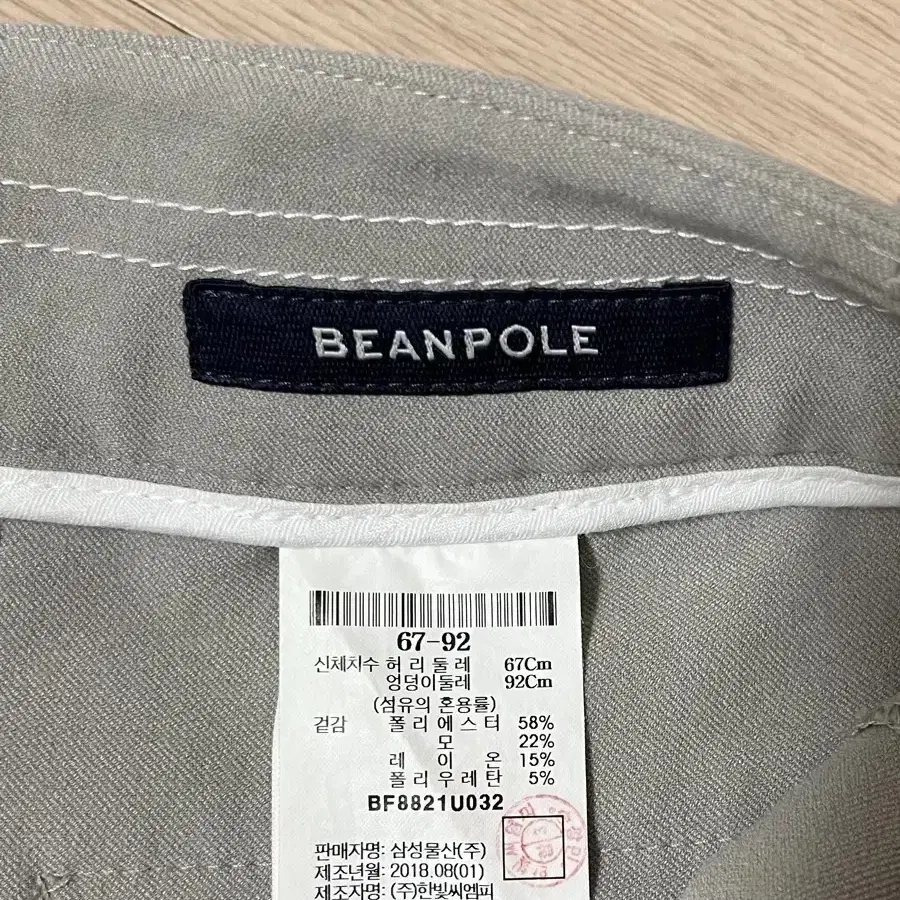 BEANPOLE
67-92
신체치수 허리둘레 67Cm
엉덩이둘레 92Cm
(섬유의 혼용률)
겉감 폴리에스터 58%
모 22%
레이온 15%
폴리우레탄 5%
BF8821U032
판매자명: 삼성물산(주)
제조년월: 2018.08(01)
제조자명: (주)한빛씨엠피